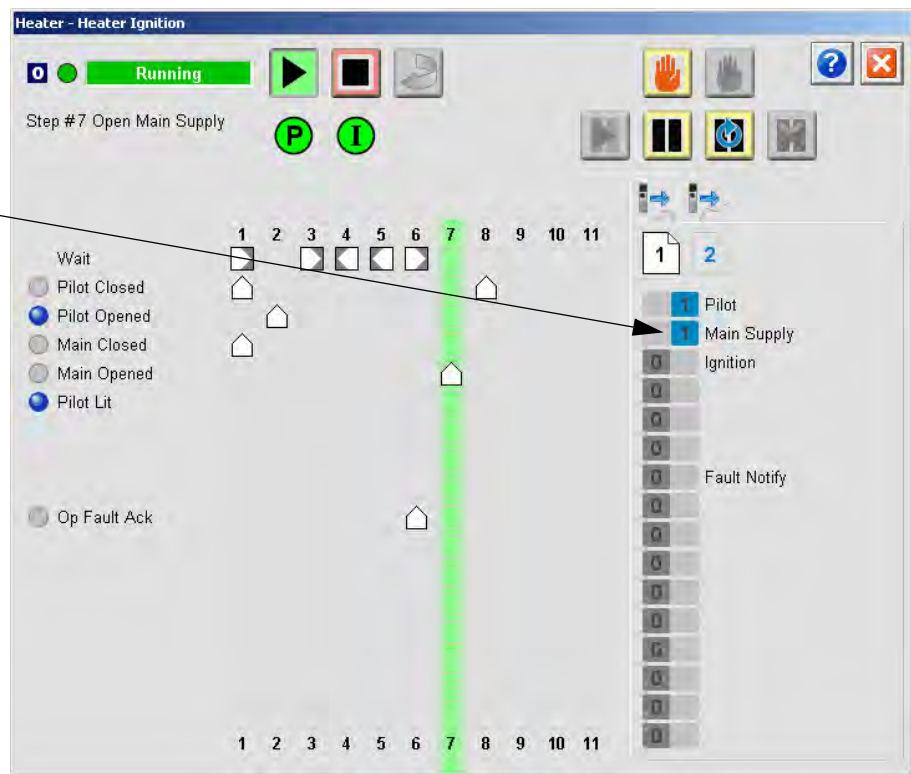 Heater - Heater Ignition
O Running
Step #7 Open Main Supply
P I
1 2 3 4 5 6 7 8 9 10 11
Wait
Pilot Closed
Pilot Opened
Main Closed
Main Opened
Pilot Lit
Op Fault Ack
1 2 3 4 5 6 7 8 9 10 11
?
1 2
1 Pilot
1 Main Supply
0 Ignition
0
0
0
0 Fault Notify
0
0
0
0
0
0
0
0
0